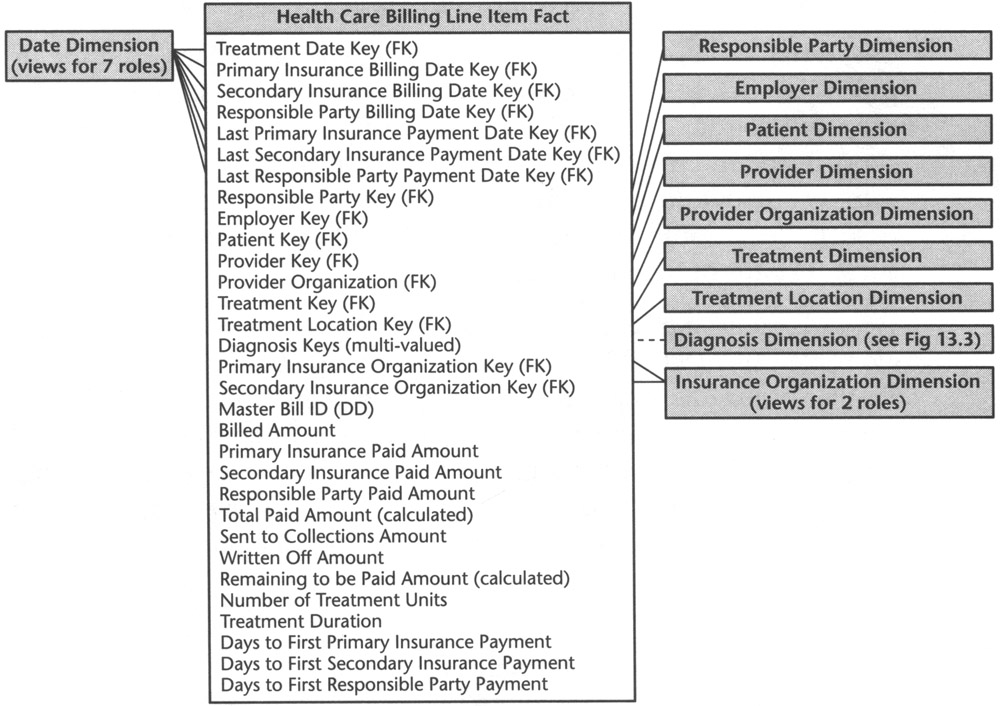 Health Care Billing Line Item Fact
Date Dimension
(views for 7 roles)
Treatment Date Key (FK)
Primary Insurance Billing Date Key (FK)
Secondary Insurance Billing Date Key (FK)
Responsible Party Billing Date Key (FK)
Last Primary Insurance Payment Date Key (FK)
Last Secondary Insurance Payment Date Key (FK)
Last Responsible Party Payment Date Key (FK)
Responsible Party Key (FK)
Employer Key (FK)
Patient Key (FK)
Provider Key (FK)
Provider Organization (FK)
Treatment Key (FK)
Treatment Location Key (FK)
Diagnosis Keys (multi-valued)
Primary Insurance Organization Key (FK)
Secondary Insurance Organization Key (FK)
Master Bill ID (DD)
Billed Amount
Primary Insurance Paid Amount
Secondary Insurance Paid Amount
Responsible Party Paid Amount
Total Paid Amount (calculated)
Sent to Collections Amount
Written Off Amount
Remaining to be Paid Amount (calculated)
Number of Treatment Units
Treatment Duration
Days to First Primary Insurance Payment
Days to First Secondary Insurance Payment
Days to First Responsible Party Payment
Responsible Party Dimension
Employer Dimension
Patient Dimension
Provider Dimension
Provider Organization Dimension
Treatment Dimension
Treatment Location Dimension
Diagnosis Dimension (see Fig 13.3)
Insurance Organization Dimension
(views for 2 roles)